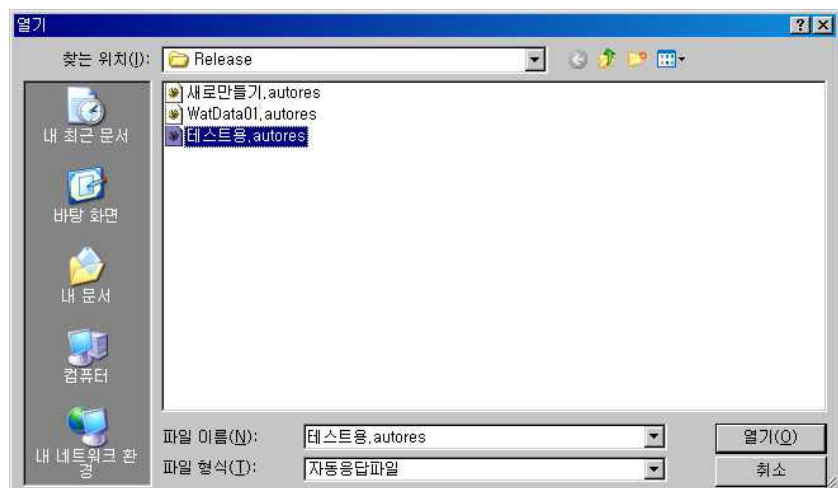 열기
찾는 위치(I): Release
새로만들기.autores
WatData01.autores
테스트용.autores
내 최근 문서
바탕 화면
내 문서
컴퓨터
내 네트워크 환
경
파일 이름(N): 테스트용.autores 열기(O)
파일 형식(T): 자동응답파일 취소